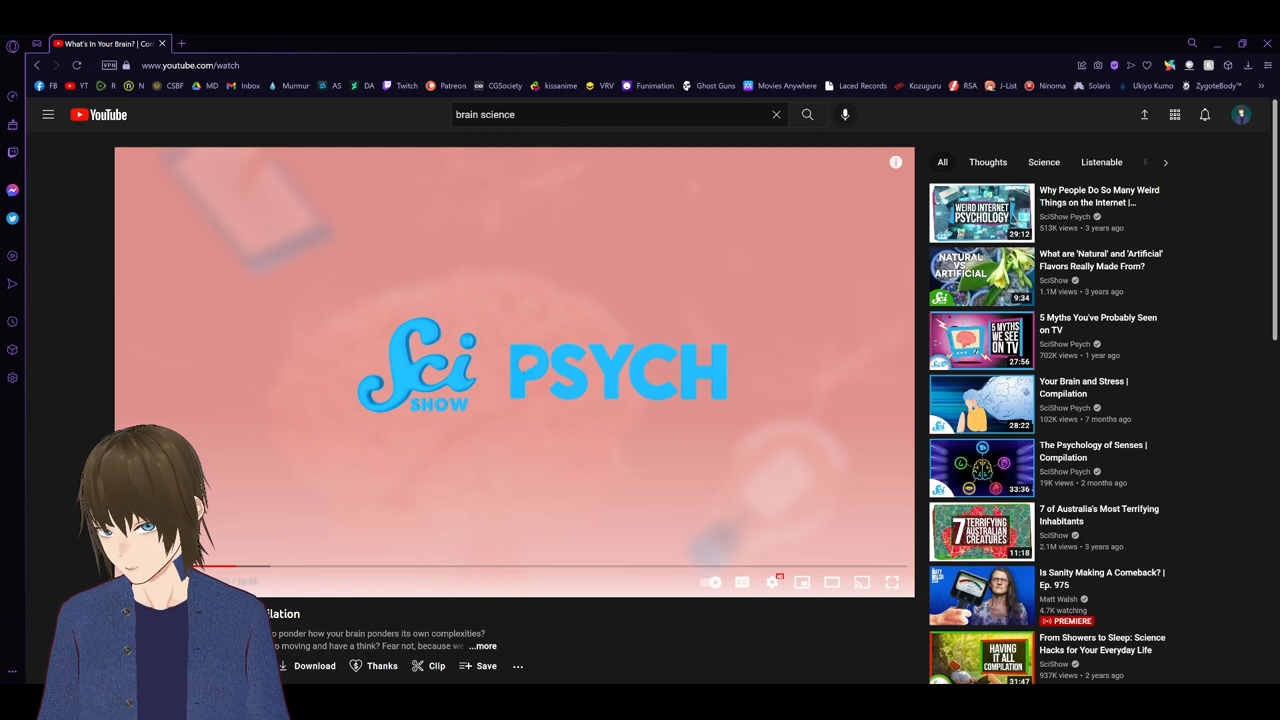 What's In Your Brain? | Con
VPN
www.youtube.com/watch
FB
YT
R
N
CSBF
MD
Inbox
Murmur
AS
DA
Twitch
Patreon
CGSociety
kissanime
VRV
Funimation
Ghost Guns
Movies Anywhere
Laced Records
Kozuguru
RSA
J-List
Ninoma
Solaris
Ukiyo Kumo
ZygoteBody™
YouTube
brain science
All
Thoughts
Science
Listenable
Sci
SHOW
PSYCH
CC
HD
ilation
o ponder how your brain ponders its own complexities?
o moving and have a think? Fear not, because we ...more
Download
Thanks
Clip
Save
WEIRD INTERNET
PSYCHOLOGY
29:12
Why People Do So Many Weird
Things on the Internet |...
SciShow Psych
513K views • 3 years ago
NATURAL
VS.
ARTIFICIAL
Sci
9:34
What are 'Natural' and 'Artificial'
Flavors Really Made From?
SciShow
1.1M views • 3 years ago
5 MYTHS
WE SEE
ON TV
27:56
5 Myths You've Probably Seen
on TV
SciShow Psych
702K views • 1 year ago
Sci
28:22
Your Brain and Stress |
Compilation
SciShow Psych
102K views • 7 months ago
Sci
33:36
The Psychology of Senses |
Compilation
SciShow Psych
19K views • 2 months ago
7
TERRIFYING
AUSTRALIAN
CREATURES
11:18
7 of Australia's Most Terrifying
Inhabitants
SciShow
2.1M views • 3 years ago
Is Sanity Making A Comeback? |
Ep. 975
Matt Walsh
4.7K watching
PREMIERE
HAVING
IT ALL
COMPILATION
31:47
From Showers to Sleep: Science
Hacks for Your Everyday Life
SciShow
937K views • 2 years ago